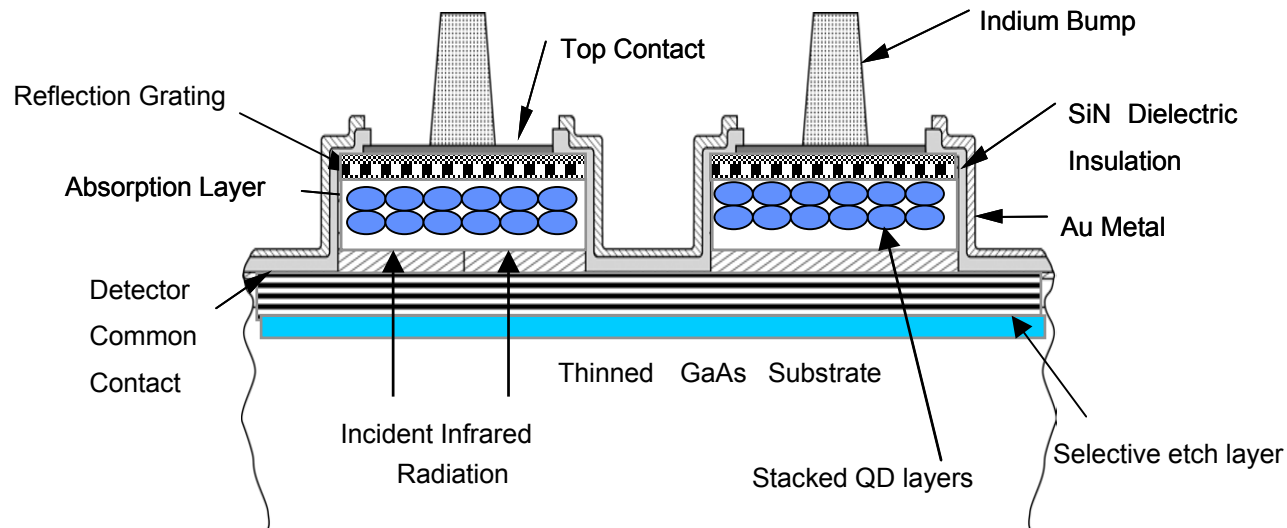 Indium Bump
Top Contact
Reflection Grating
SiN Dielectric
Insulation
Absorption Layer
Au Metal
Detector
Common
Contact
Thinned GaAs Substrate
Incident Infrared
Radiation
Selective etch layer
Stacked QD layers